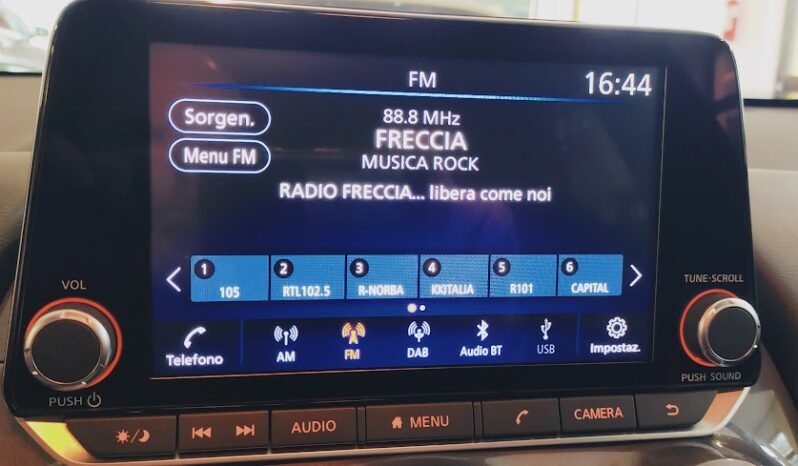 FM
16:44
Sorgen.
88.8 MHz
FRECCIA
Menu FM
MUSICA ROCK
RADIO FRECCIA... libera come noi
1 2 3 4 5 6
105 RTL102.5 R-NORBA KKITALIA R101 CAPITAL
VOL
TUNE·SCROLL
Telefono AM FM DAB Audio BT USB Impostaz.
PUSH
PUSH SOUND
AUDIO MENU CAMERA